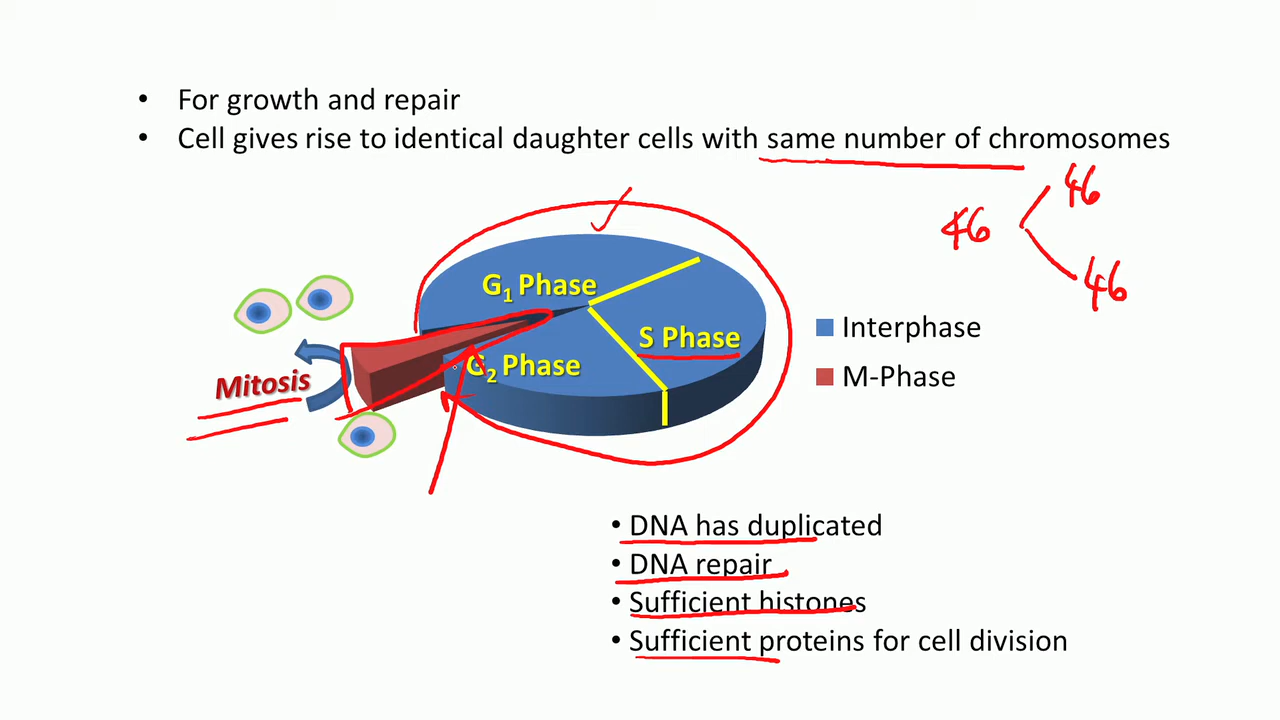 • For growth and repair
• Cell gives rise to identical daughter cells with same number of chromosomes
46
46
46
G1 Phase
S Phase
G2 Phase
Mitosis
Interphase
M-Phase
• DNA has duplicated
• DNA repair
• Sufficient histones
• Sufficient proteins for cell division